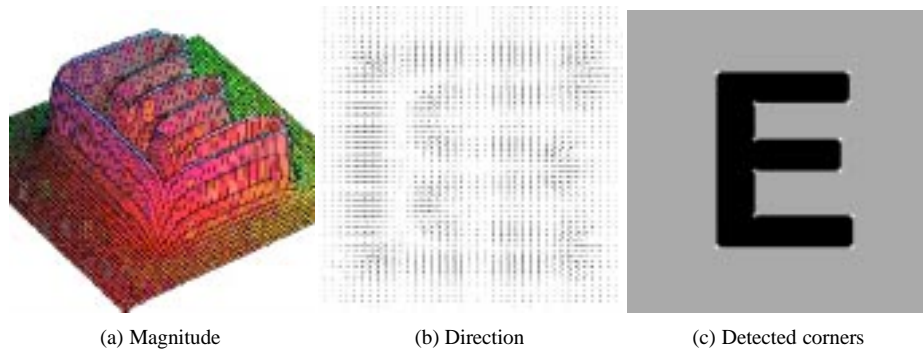 E
(a) Magnitude
(b) Direction
(c) Detected corners